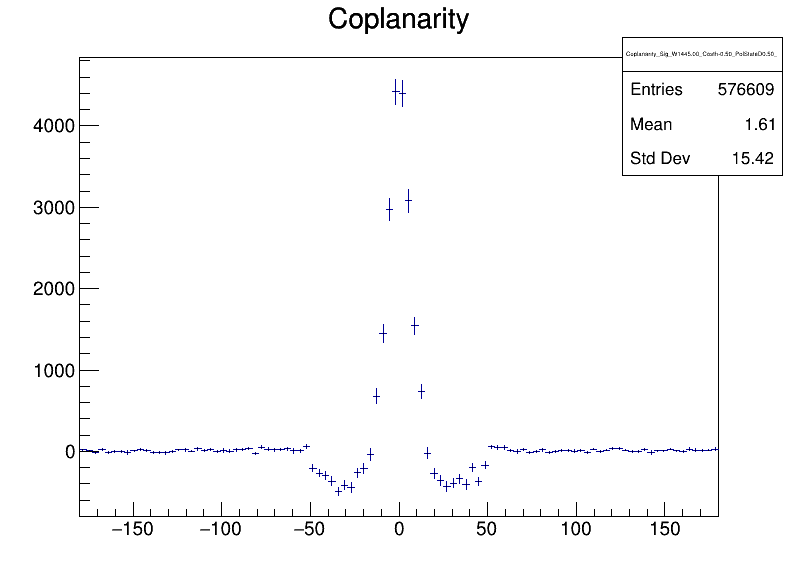 Coplanarity
Coplanarity_Sig_W1445.00_Costh-0.50_PolStateD0.50_
Entries 576609
Mean 1.61
Std Dev 15.42
4000
3000
2000
1000
0
−150 −100 −50 0 50 100 150